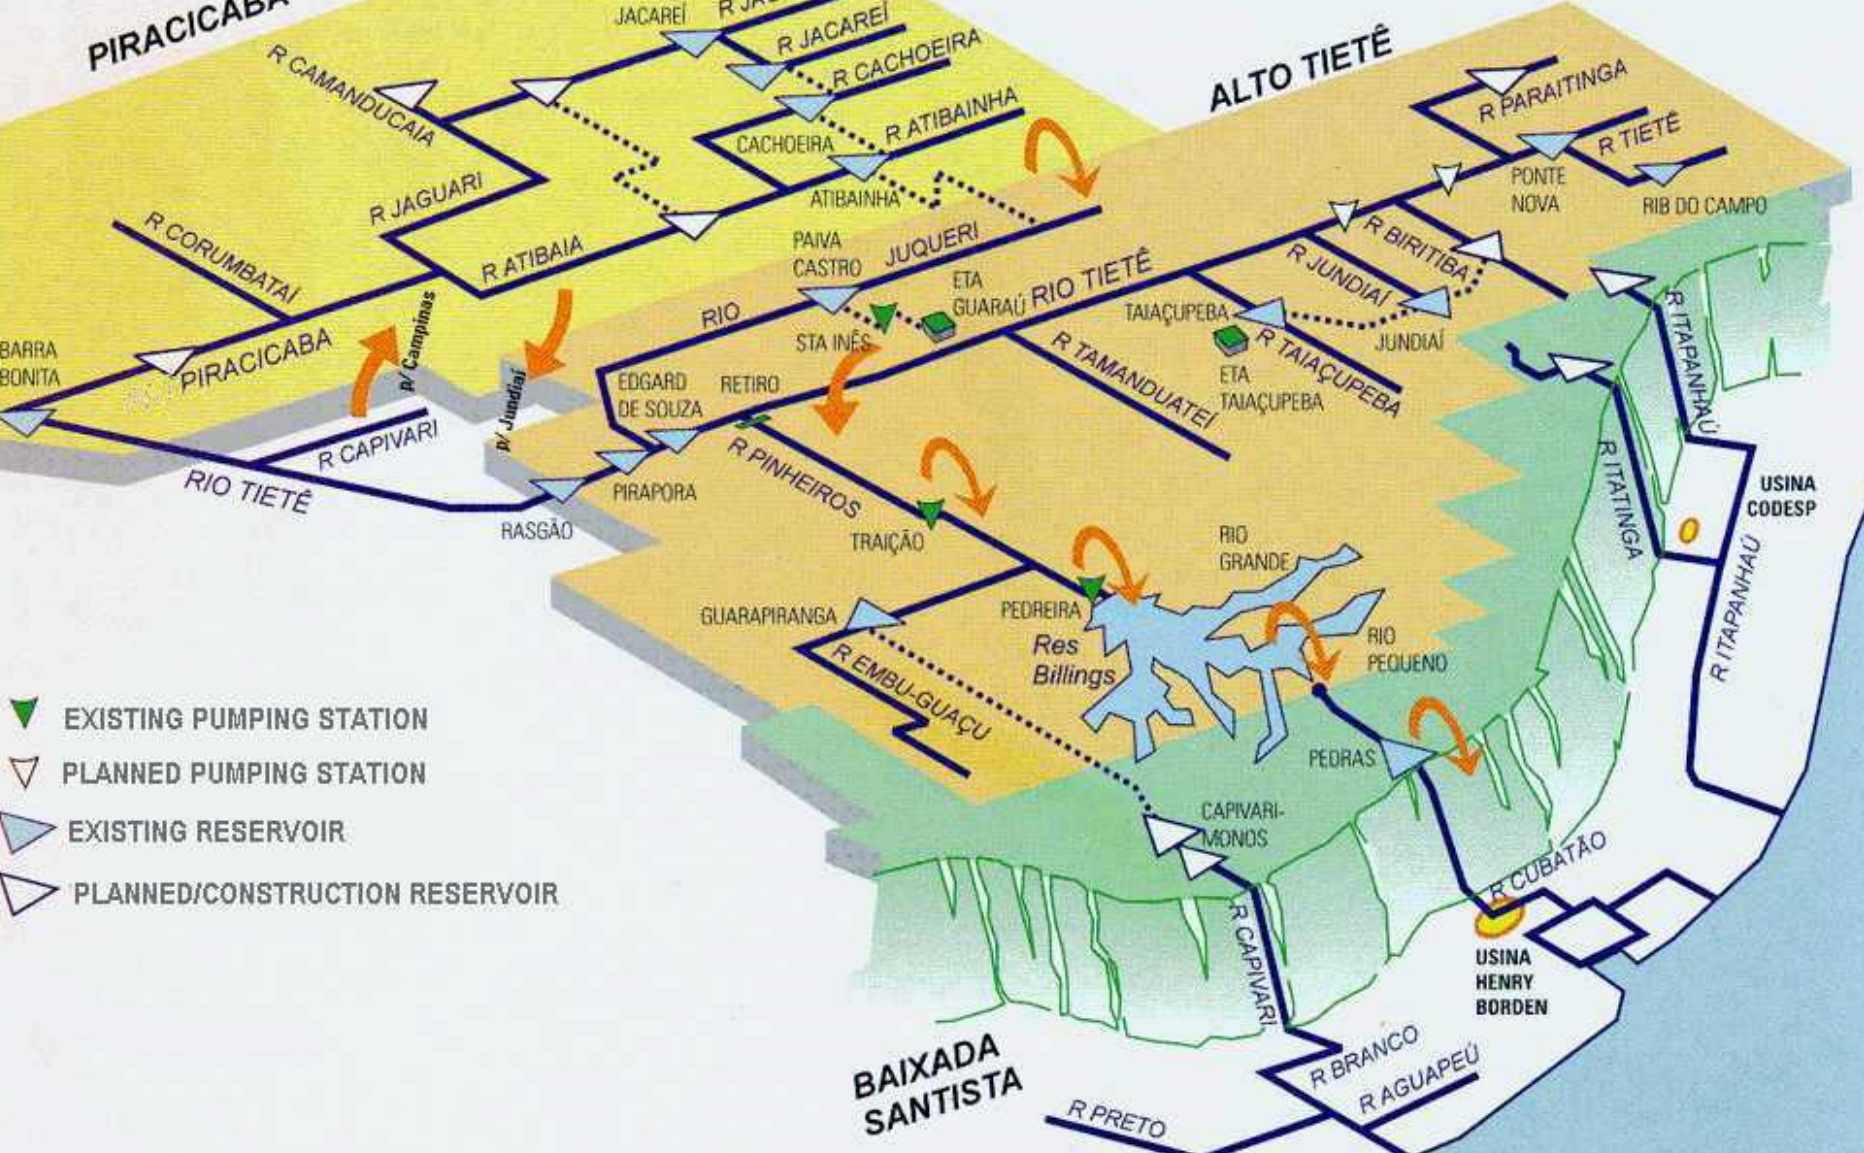 PIRACICABA
JACAREÍ
R JACAREÍ
R CACHOEIRA
R CAMANDUCAIA
R ATIBAINHA
CACHOEIRA
ATIBAINHA
R JAGUARI
R CORUMBATAÍ
R ATIBAIA
PIRACICABA
BARRA
BONITA
p/ Campinas
p/ Jundiaí
R CAPIVARI
RIO TIETÊ
ALTO TIETÊ
R PARAITINGA
R TIETÊ
PONTE
NOVA
RIB DO CAMPO
PAIVA
CASTRO
RIO
JUQUERI
ETA
GUARAÚ
RIO TIETÊ
STA INÊS
R BIRITIBA
R JUNDIAÍ
TAIAÇUPEBA
JUNDIAÍ
R TAIAÇUPEBA
ETA
TAIAÇUPEBA
R TAMANDUATEÍ
EDGARD
DE SOUZA
RETIRO
R PINHEIROS
PIRAPORA
RASGÃO
TRAIÇÃO
R ITAPANHAÚ
R ITATINGA
USINA
CODESP
R ITAPANHAÚ
RIO
GRANDE
GUARAPIRANGA
PEDREIRA
Res
Billings
RIO
PEQUENO
R EMBU-GUAÇU
PEDRAS
CAPIVARI-
MONOS
EXISTING PUMPING STATION
PLANNED PUMPING STATION
EXISTING RESERVOIR
PLANNED/CONSTRUCTION RESERVOIR
R CUBATÃO
USINA
HENRY
BORDEN
R CAPIVARI
BAIXADA
SANTISTA
R BRANCO
R AGUAPEÚ
R PRETO